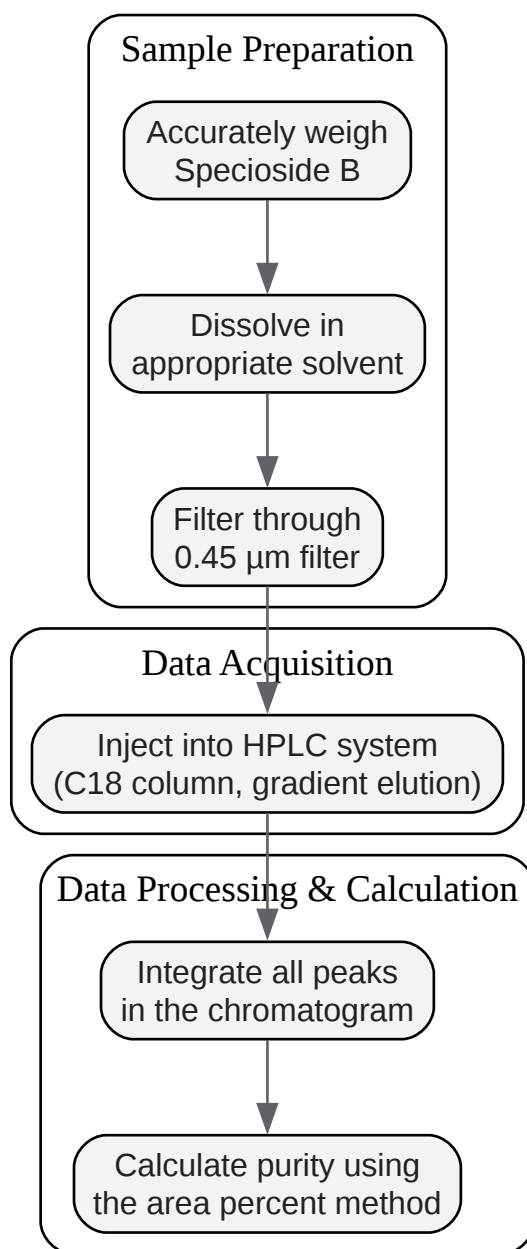 Sample Preparation
Accurately weigh
Specioside B
Dissolve in
appropriate solvent
Filter through
0.45 µm filter
Data Acquisition
Inject into HPLC system
(C18 column, gradient elution)
Data Processing & Calculation
Integrate all peaks
in the chromatogram
Calculate purity using
the area percent method